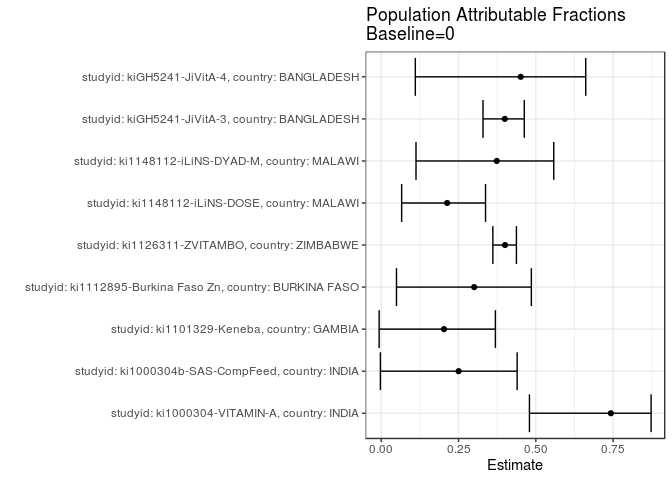 Population Attributable Fractions
Baseline=0
studyid: kiGH5241-JiVitA-4, country: BANGLADESH
studyid: kiGH5241-JiVitA-3, country: BANGLADESH
studyid: ki1148112-iLiNS-DYAD-M, country: MALAWI
studyid: ki1148112-iLiNS-DOSE, country: MALAWI
studyid: ki1126311-ZVITAMBO, country: ZIMBABWE
studyid: ki1112895-Burkina Faso Zn, country: BURKINA FASO
studyid: ki1101329-Keneba, country: GAMBIA
studyid: ki1000304b-SAS-CompFeed, country: INDIA
studyid: ki1000304-VITAMIN-A, country: INDIA
0.00 0.25 0.50 0.75
Estimate